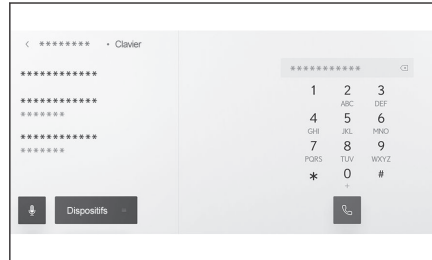 < ******** • Clavier
************
************
*******
************
*******
Dispositifs
***********
1 2 3
ABC DEF
4 5 6
GHI JKL MNO
7 8 9
PQRS TUV WXYZ
* 0 #
+